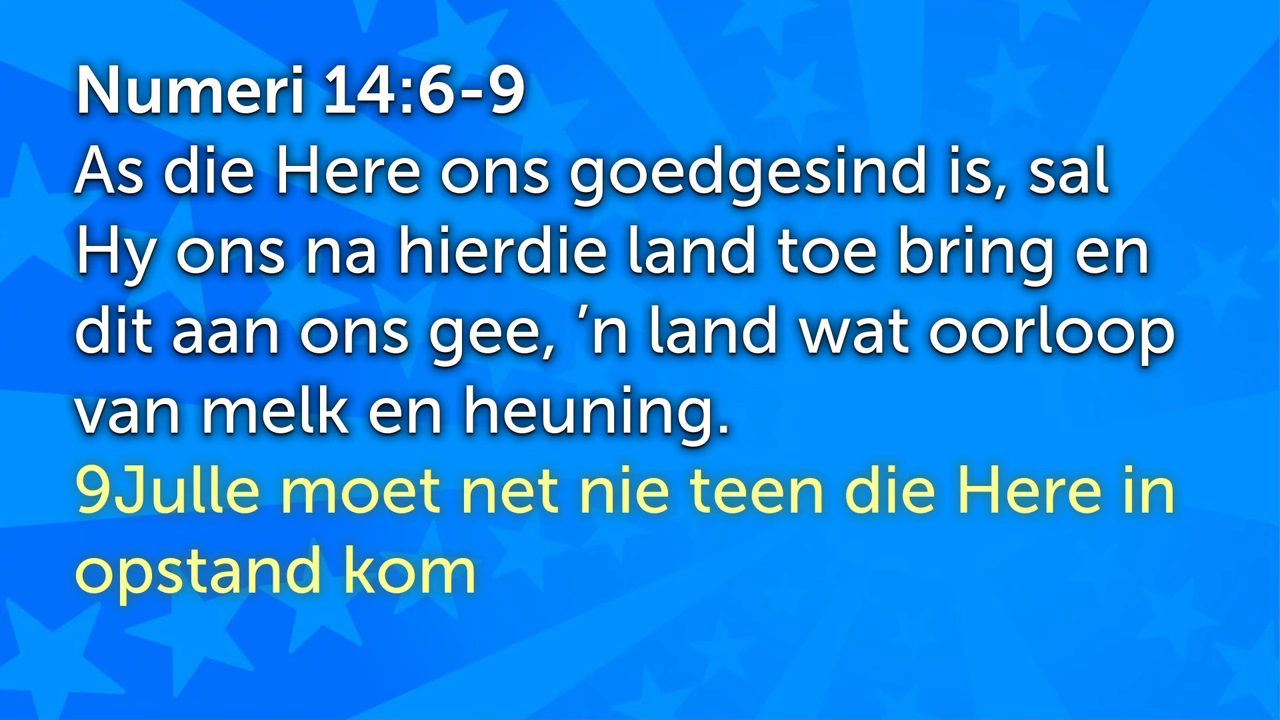 Numeri 14:6-9
As die Here ons goedgesind is, sal
Hy ons na hierdie land toe bring en
dit aan ons gee, ’n land wat oorloop
van melk en heuning.
9Julle moet net nie teen die Here in
opstand kom